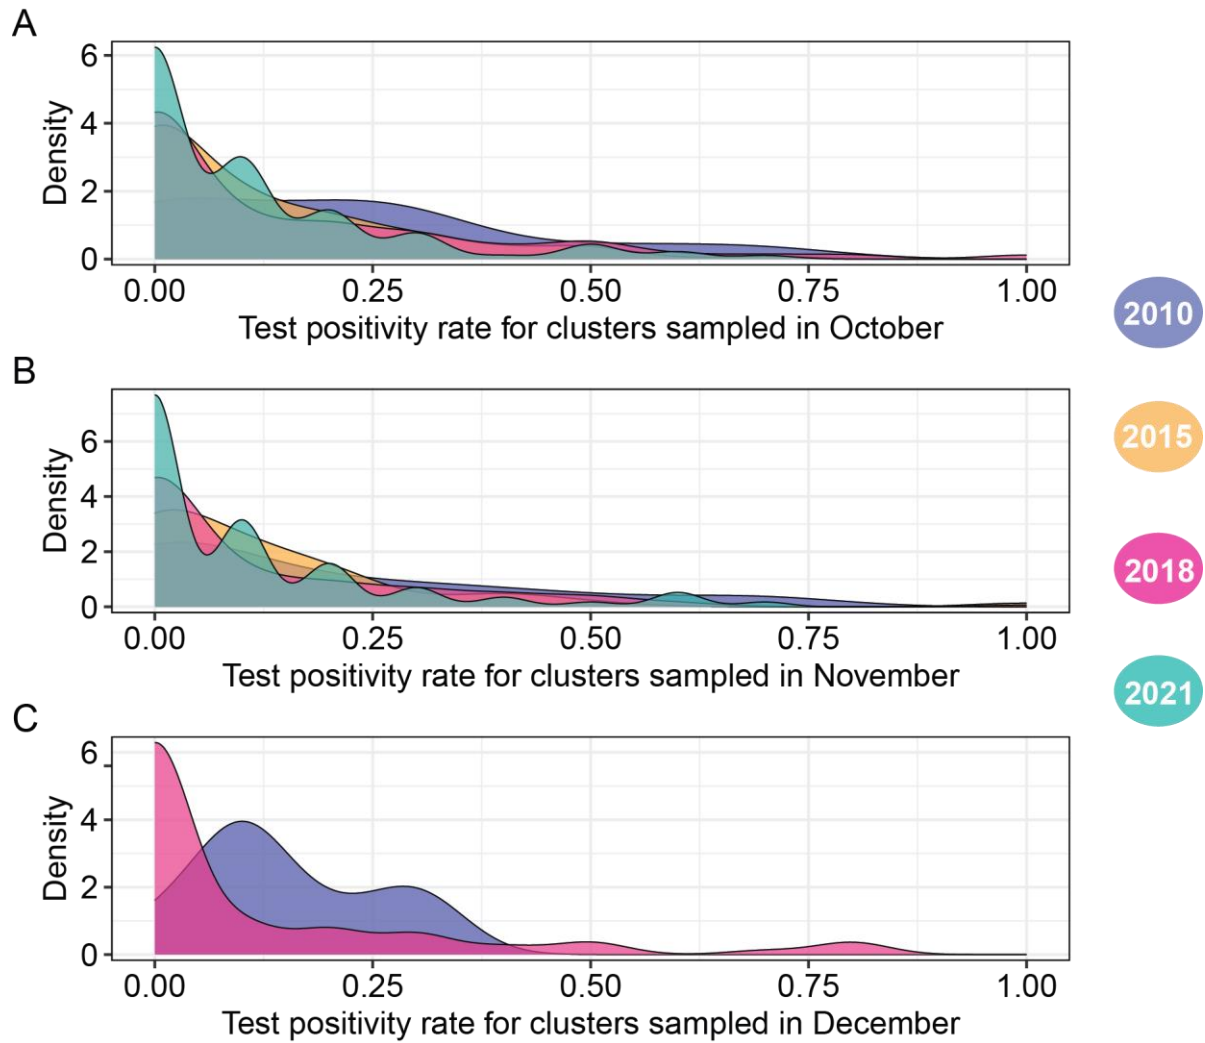 A
Density
6
4
2
0
0.00 0.25 0.50 0.75 1.00
Test positivity rate for clusters sampled in October
B
Density
6
4
2
0
0.00 0.25 0.50 0.75 1.00
Test positivity rate for clusters sampled in November
C
Density
6
4
2
0
0.00 0.25 0.50 0.75 1.00
Test positivity rate for clusters sampled in December
2010
2015
2018
2021